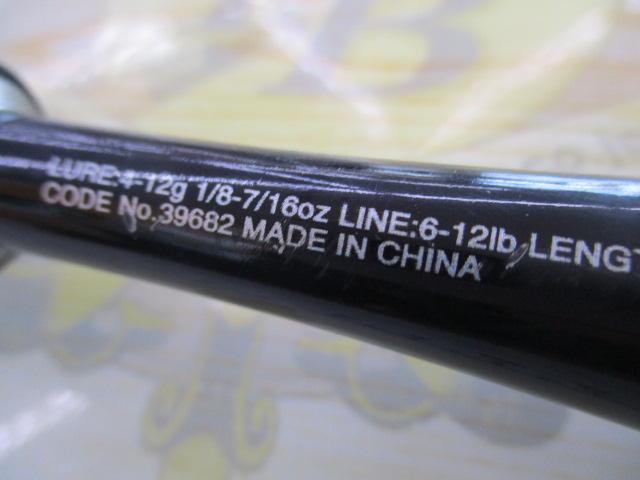 LURE:4-12g 1/8-7/16oz LINE:6-12lb LENGT
CODE No.39682 MADE IN CHINA